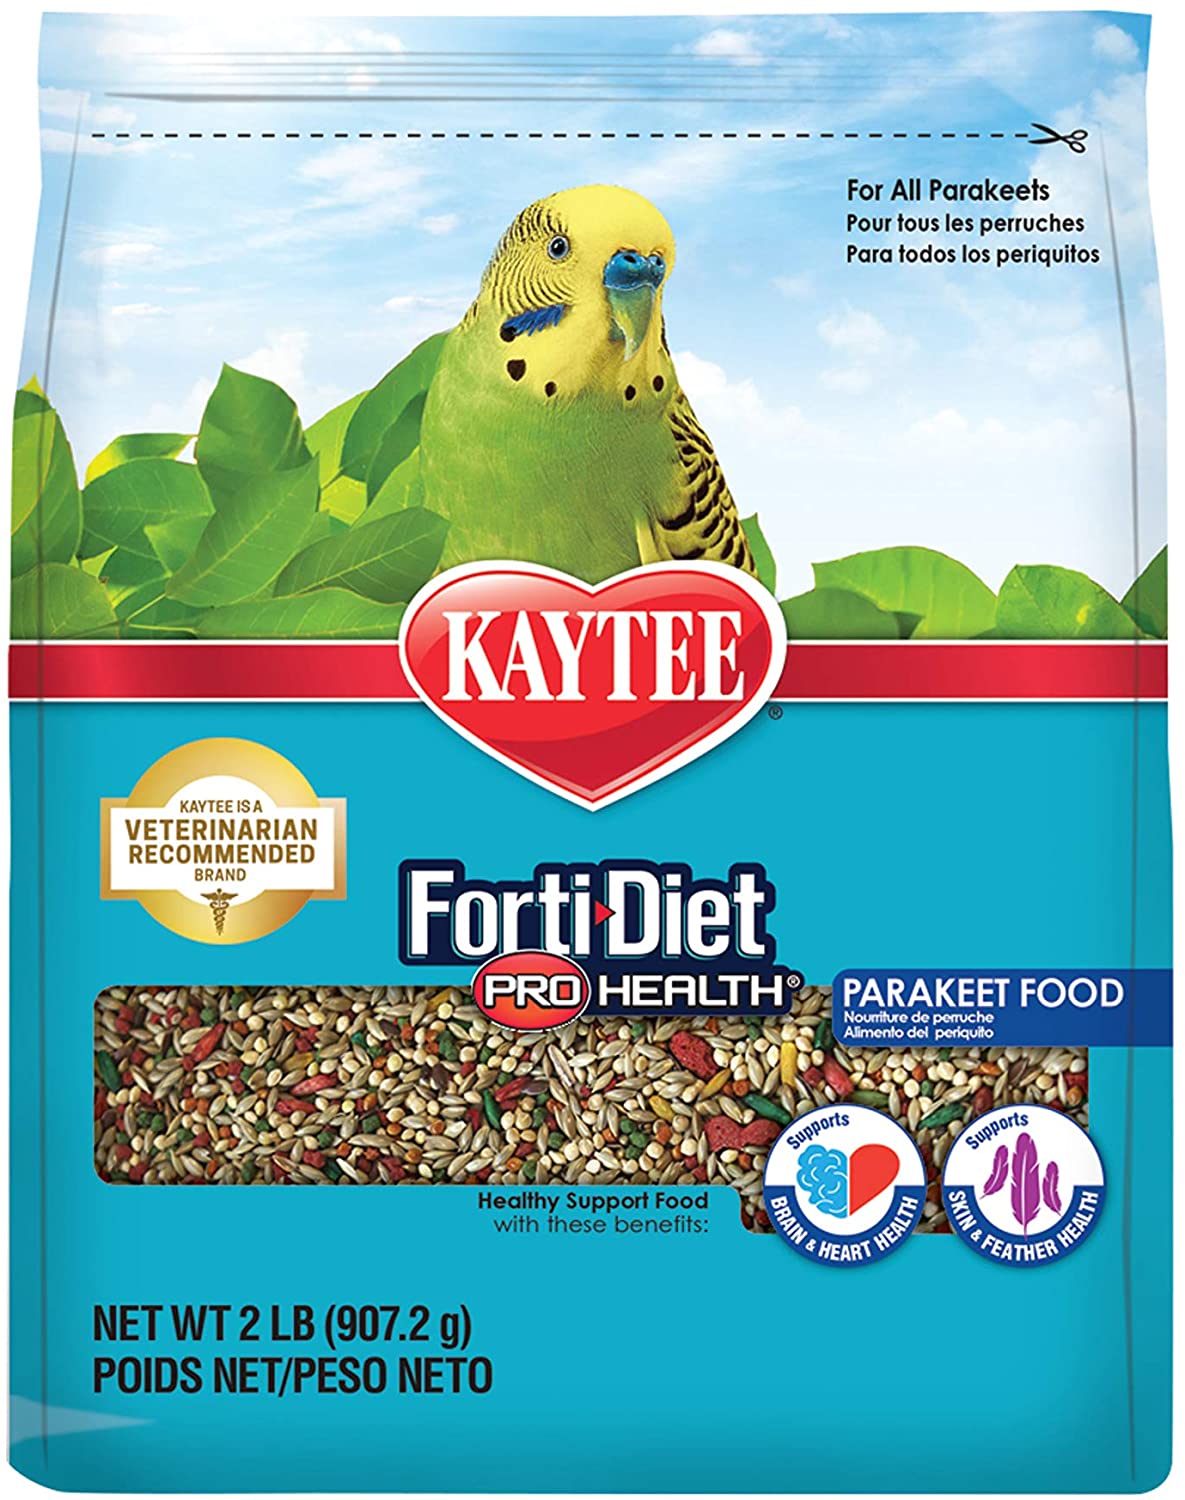 For All Parakeets
Pour tous les perruches
Para todos los periquitos
KAYTEE®
KAYTEE IS A
VETERINARIAN
RECOMMENDED
BRAND
Forti Diet
PRO HEALTH®
PARAKEET FOOD
Nourriture de perruche
Alimento del periquito
Supports
BRAIN & HEART HEALTH
Supports
SKIN & FEATHER HEALTH
Healthy Support Food
with these benefits:
NET WT 2 LB (907.2 g)
POIDS NET/PESO NETO